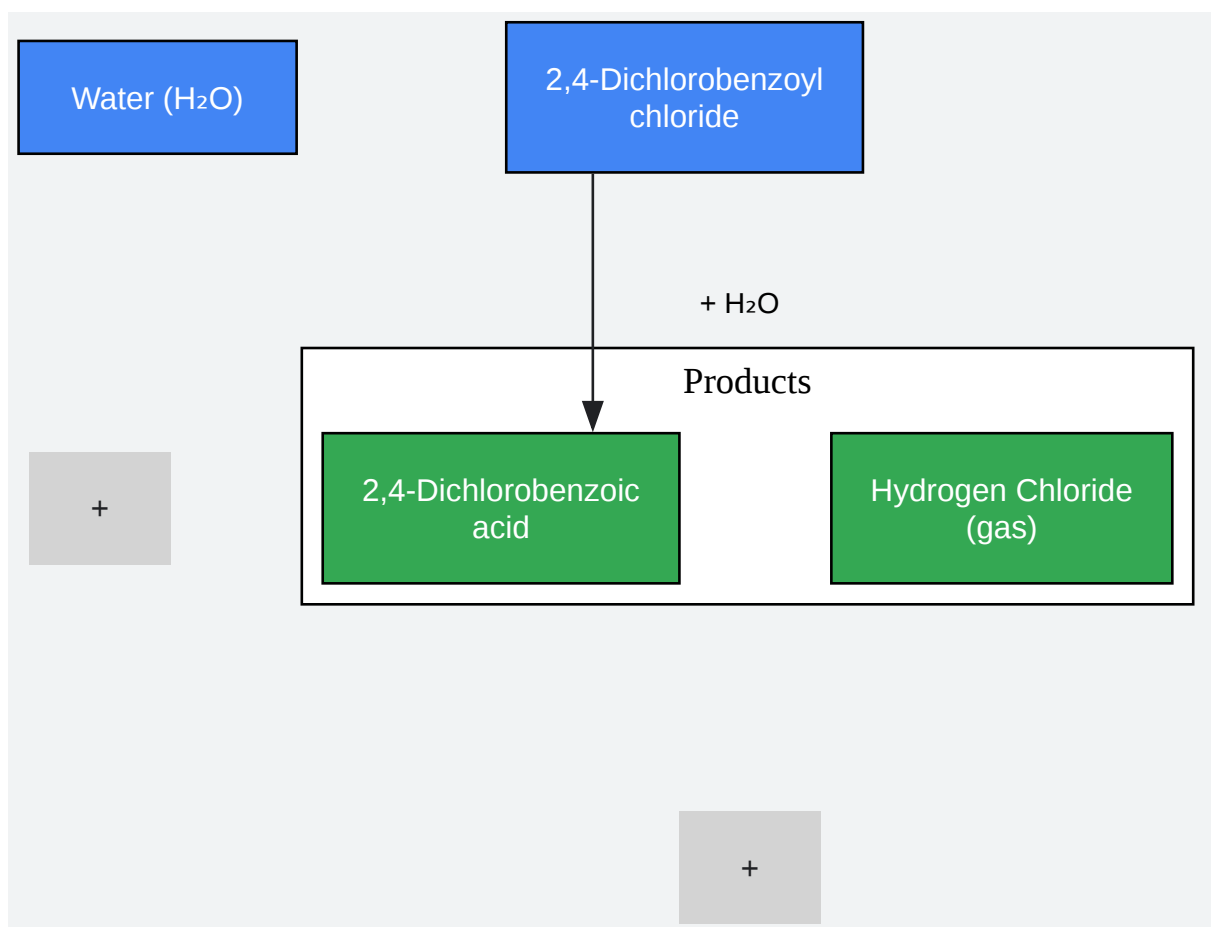 Water (H₂O)
2,4-Dichlorobenzoyl
chloride
+ H₂O
Products
2,4-Dichlorobenzoic
acid
Hydrogen Chloride
(gas)
+
+